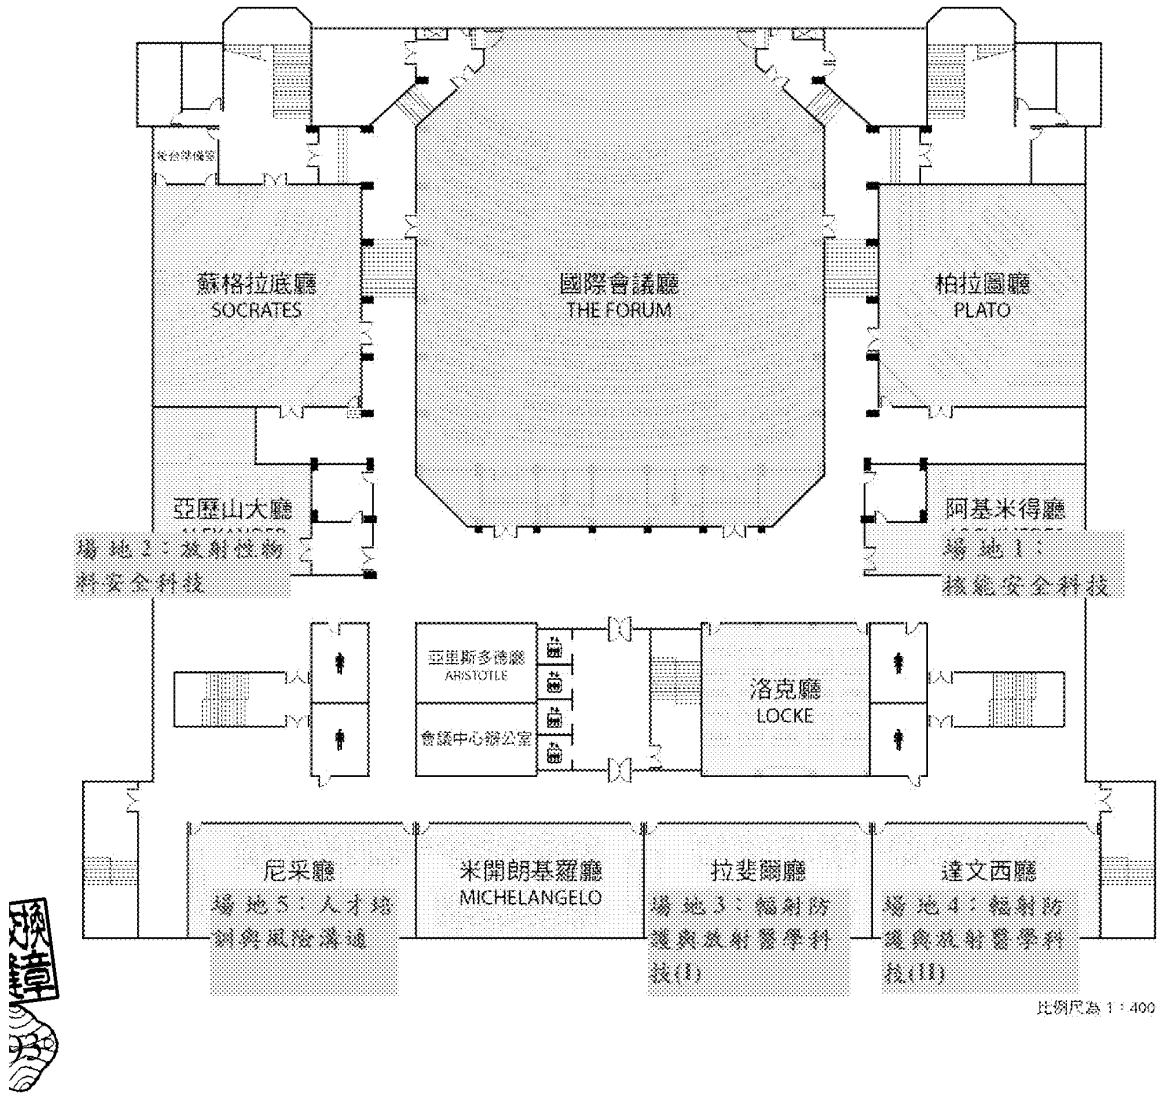 後台準備室
蘇格拉底廳
SOCRATES
國際會議廳
THE FORUM
柏拉圖廳
PLATO
亞歷山大廳
場地2：放射性物
料安全科技
阿基米得廳
場地1：
核能安全科技
亞里斯多德廳
ARISTOTLE
會議中心辦公室
洛克廳
LOCKE
尼采廳
場地5：人才培
訓與風險溝通
米開朗基羅廳
MICHELANGELO
拉斐爾廳
場地3：輻射防
護與放射醫學科
技(I)
達文西廳
場地4：輻射防
護與放射醫學科
技(II)
比例尺為 1：400